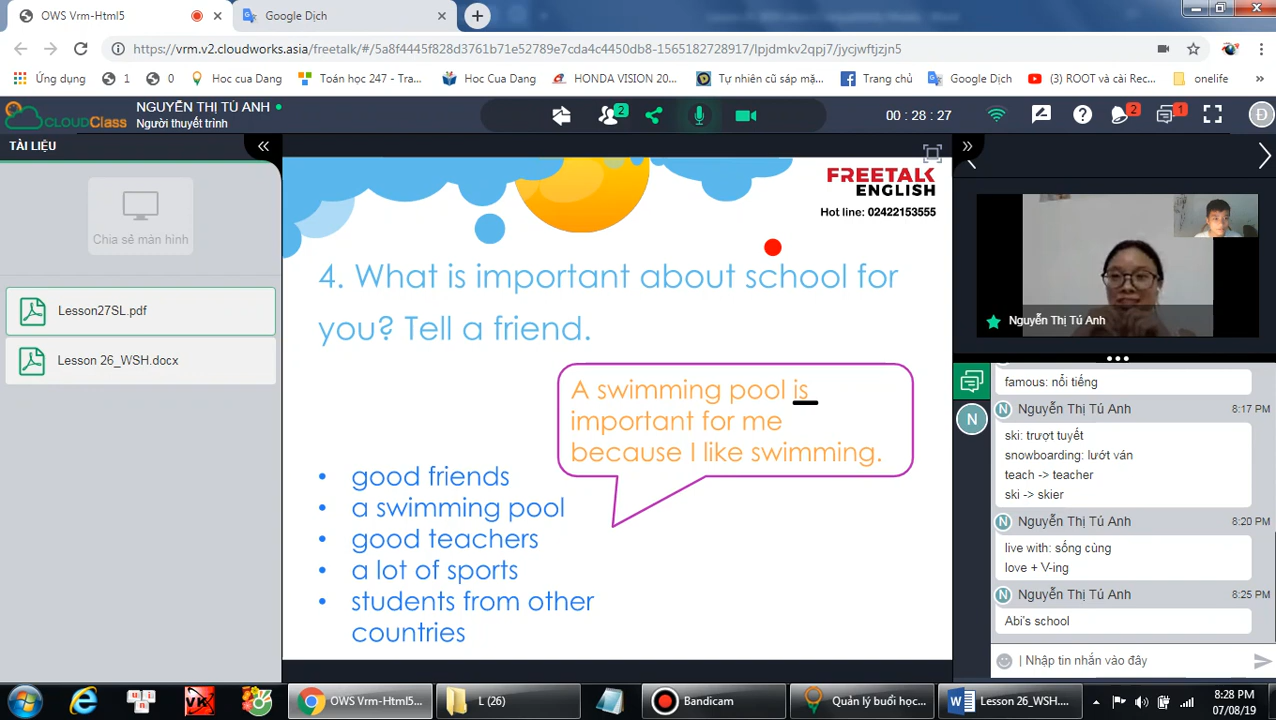 OWS Vrm-Html5
Google Dịch
https://vrm.v2.cloudworks.asia/freetalk/#/5a8f4445f828d3761b71e52789e7cda4c4450db8-1565182728917/lpjdmkv2qpj7/jycjwftjzjn5
Ứng dụng
1
0
Hoc cua Dang
Toán học 247 - Tra...
Học Cua Dang
HONDA VISION 20...
Tự nhiên cũ sáp mặ...
Trang chủ
Google Dịch
(3) ROOT và cài Rec...
onelife
»
CLOUDClass
NGUYỄN THỊ TÚ ANH
Người thuyết trình
2
00 : 28 : 27
2
1
Đ
TÀI LIỆU
Chia sẻ màn hình
Lesson27SL.pdf
Lesson 26_WSH.docx
FREETALK
ENGLISH
Hot line: 02422153555
4. What is important about school for
you? Tell a friend.
A swimming pool is
important for me
because I like swimming.
• good friends
• a swimming pool
• good teachers
• a lot of sports
• students from other
countries
Nguyễn Thị Tú Anh
famous: nổi tiếng
N
N Nguyễn Thị Tú Anh 8:17 PM
ski: trượt tuyết
snowboarding: lướt ván
teach -> teacher
ski -> skier
N Nguyễn Thị Tú Anh 8:20 PM
live with: sống cùng
love + V-ing
N Nguyễn Thị Tú Anh 8:25 PM
Abi's school
Nhập tin nhắn vào đây
OWS Vrm-Html5...
L (26)
Bandicam
Quản lý buổi học...
Lesson 26_WSH....
8:28 PM
07/08/19